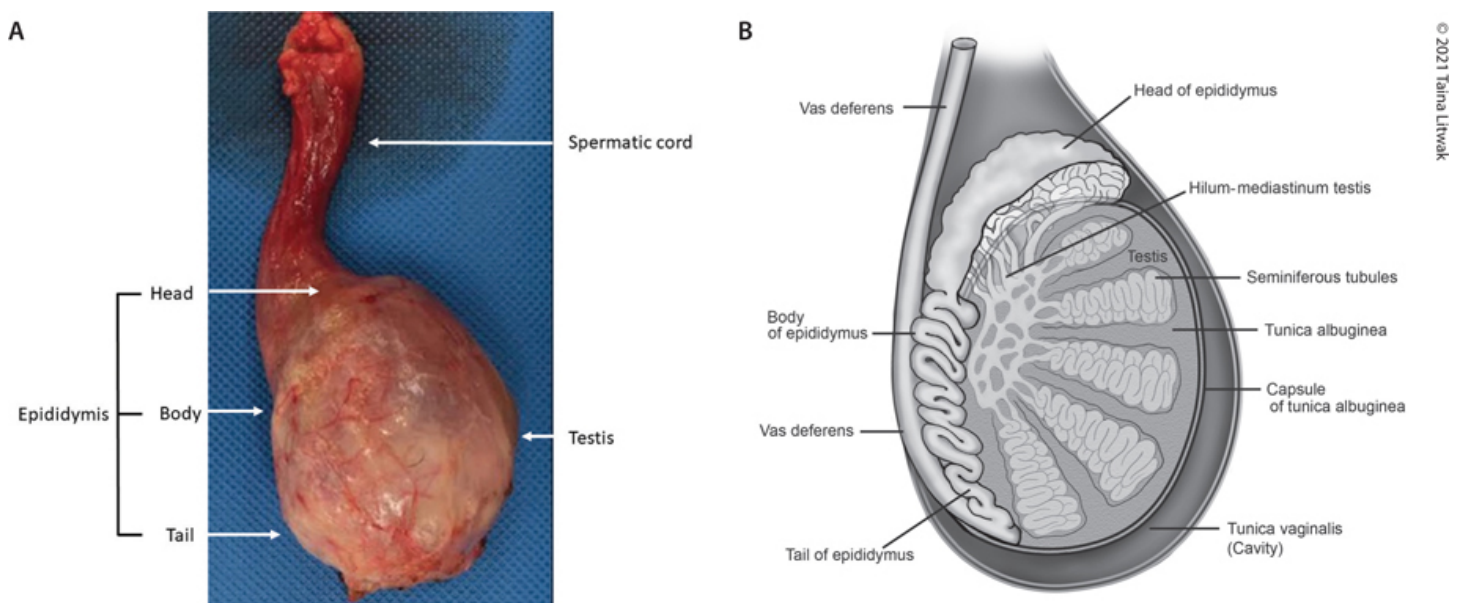 A
Spermatic cord
Head
Epididymis
Body
Testis
Tail
B
© 2021 Taina Litwak
Vas deferens
Head of epididymus
Hilum-mediastinum testis
Testis
Seminiferous tubules
Body
of epididymus
Tunica albuginea
Capsule
of tunica albuginea
Vas deferens
Tunica vaginalis
(Cavity)
Tail of epididymus